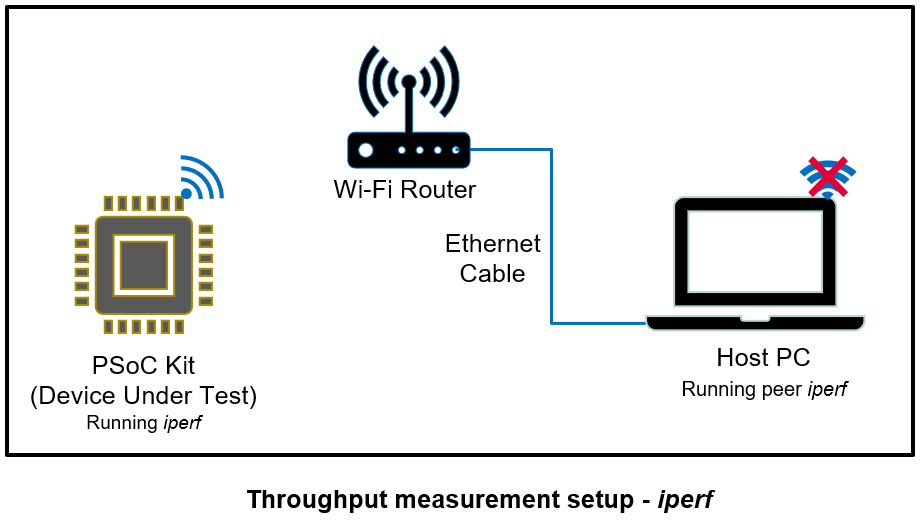 Wi-Fi Router
Ethernet
Cable
PSoC Kit
(Device Under Test)
Running iperf
Host PC
Running peer iperf
Throughput measurement setup - iperf